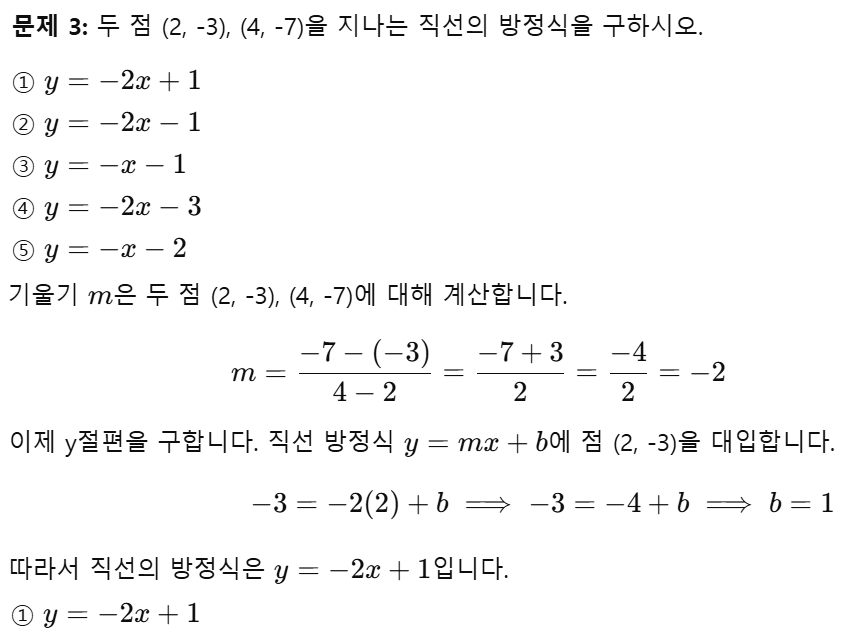 문제 3: 두 점 (2, -3), (4, -7)을 지나는 직선의 방정식을 구하시오.
① y = −2x + 1
② y = −2x − 1
③ y = −x − 1
④ y = −2x − 3
⑤ y = −x − 2
기울기 m은 두 점 (2, -3), (4, -7)에 대해 계산합니다.
m = \frac{−7 − (−3)}{4 − 2} = \frac{−7 + 3}{2} = \frac{−4}{2} = −2
이제 y절편을 구합니다. 직선 방정식 y = mx + b에 점 (2, -3)을 대입합니다.
−3 = −2(2) + b ⟹ −3 = −4 + b ⟹ b = 1
따라서 직선의 방정식은 y = −2x + 1입니다.
① y = −2x + 1